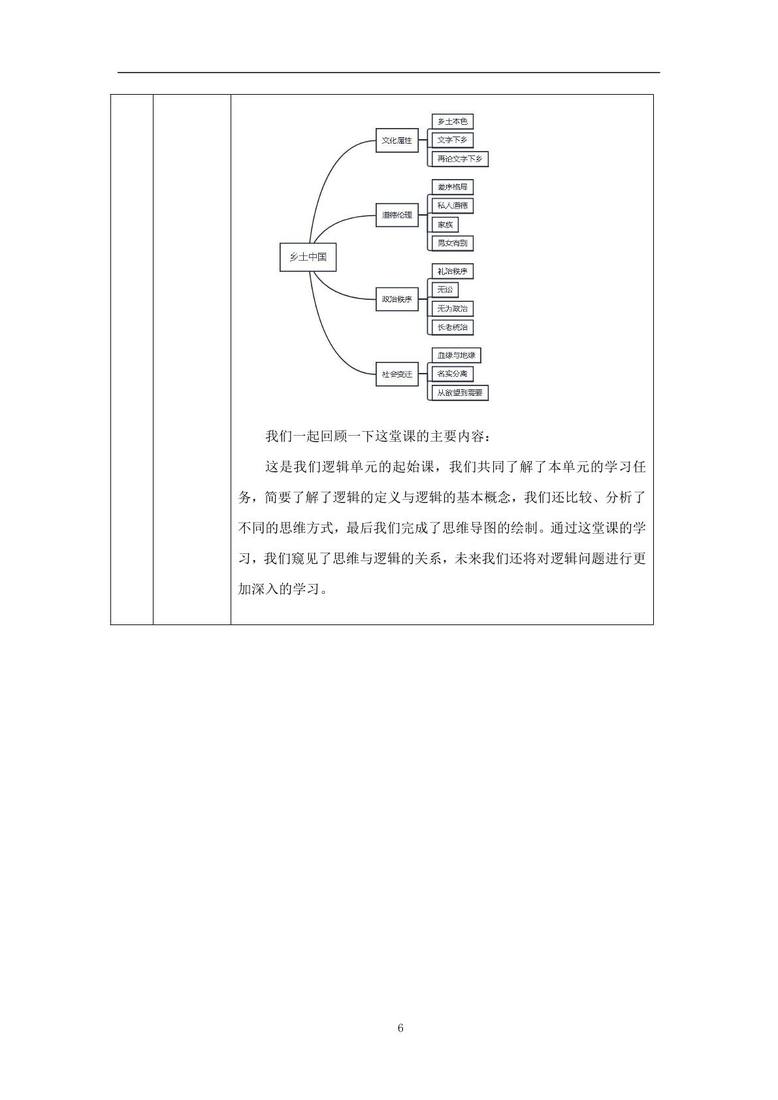 乡土中国
文化属性
乡土本色
文字下乡
再论文字下乡
道德伦理
差序格局
私人道德
家族
男女有别
政治秩序
礼治秩序
无讼
无为政治
长老统治
社会变迁
血缘与地缘
名实分离
从欲望到需要
我们一起回顾一下这堂课的主要内容：
这是我们逻辑单元的起始课，我们共同了解了本单元的学习任
务，简要了解了逻辑的定义与逻辑的基本概念，我们还比较、分析了
不同的思维方式，最后我们完成了思维导图的绘制。通过这堂课的学
习，我们窥见了思维与逻辑的关系，未来我们还将对逻辑问题进行更
加深入的学习。
6